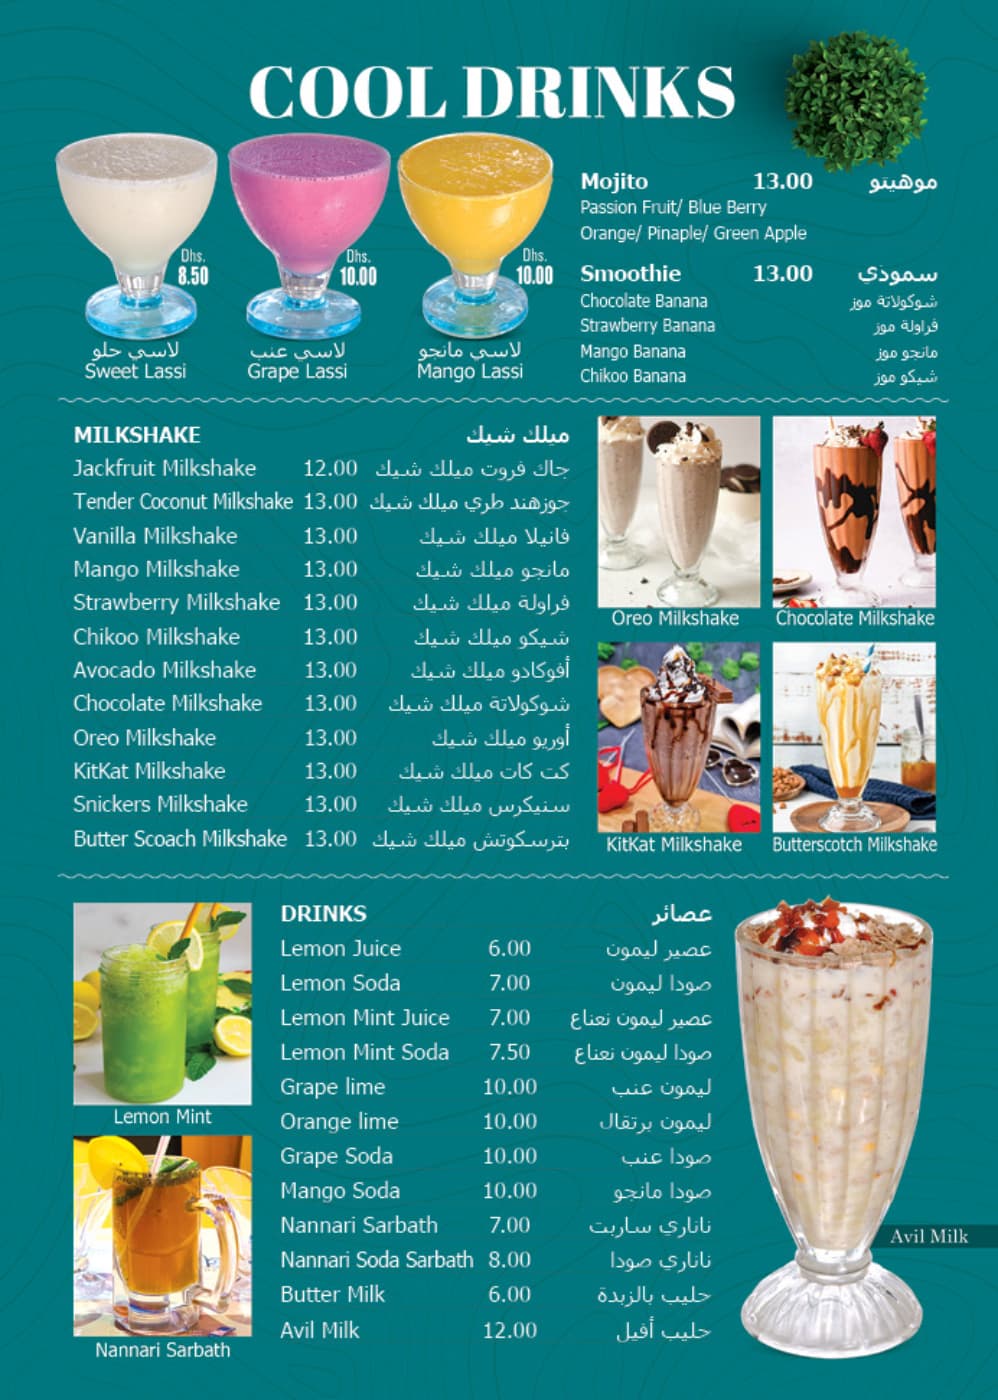 COOL DRINKS
Dhs.
8.50
لاسي حلو
Sweet Lassi
Dhs.
10.00
لاسي عنب
Grape Lassi
Dhs.
10.00
لاسي مانجو
Mango Lassi
Mojito 13.00 موهيتو
Passion Fruit/ Blue Berry
Orange/ Pinaple/ Green Apple
Smoothie 13.00 سموذي
Chocolate Banana شوكولاتة موز
Strawberry Banana فراولة موز
Mango Banana مانجو موز
Chikoo Banana شيكو موز
MILKSHAKE ميلك شيك
Jackfruit Milkshake 12.00 جاك فروت ميلك شيك
Tender Coconut Milkshake 13.00 جوزهند طري ميلك شيك
Vanilla Milkshake 13.00 فانيلا ميلك شيك
Mango Milkshake 13.00 مانجو ميلك شيك
Strawberry Milkshake 13.00 فراولة ميلك شيك
Chikoo Milkshake 13.00 شيكو ميلك شيك
Avocado Milkshake 13.00 أفوكادو ميلك شيك
Chocolate Milkshake 13.00 شوكولاتة ميلك شيك
Oreo Milkshake 13.00 أوريو ميلك شيك
KitKat Milkshake 13.00 كت كات ميلك شيك
Snickers Milkshake 13.00 سنيكرس ميلك شيك
Butter Scoach Milkshake 13.00 بترسكوتش ميلك شيك
Oreo Milkshake
Chocolate Milkshake
KitKat Milkshake
Butterscotch Milkshake
Lemon Mint
Nannari Sarbath
DRINKS عصائر
Lemon Juice 6.00 عصير ليمون
Lemon Soda 7.00 صودا ليمون
Lemon Mint Juice 7.00 عصير ليمون نعناع
Lemon Mint Soda 7.50 صودا ليمون نعناع
Grape lime 10.00 ليمون عنب
Orange lime 10.00 ليمون برتقال
Grape Soda 10.00 صودا عنب
Mango Soda 10.00 صودا مانجو
Nannari Sarbath 7.00 ناناري ساربت
Nannari Soda Sarbath 8.00 ناناري صودا
Butter Milk 6.00 حليب بالزبدة
Avil Milk 12.00 حليب أفيل
Avil Milk